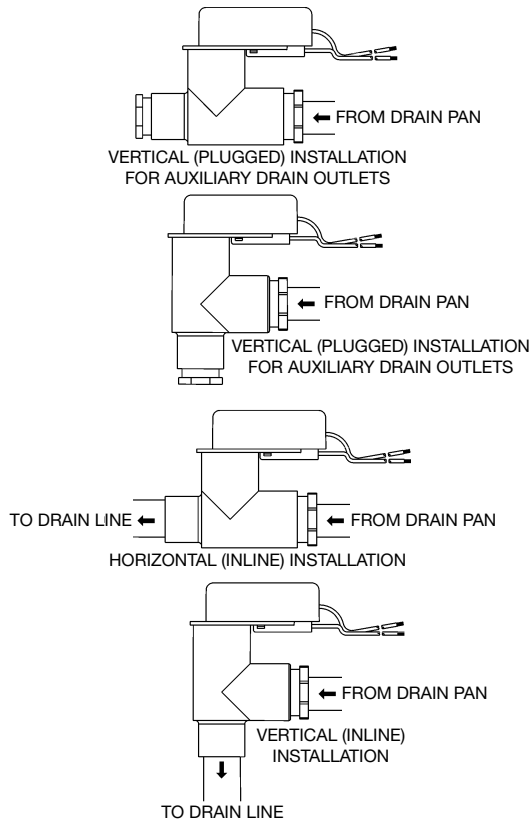 FROM DRAIN PAN
VERTICAL (PLUGGED) INSTALLATION
FOR AUXILIARY DRAIN OUTLETS
FROM DRAIN PAN
VERTICAL (PLUGGED) INSTALLATION
FOR AUXILIARY DRAIN OUTLETS
TO DRAIN LINE
FROM DRAIN PAN
HORIZONTAL (INLINE) INSTALLATION
FROM DRAIN PAN
VERTICAL (INLINE)
INSTALLATION
TO DRAIN LINE